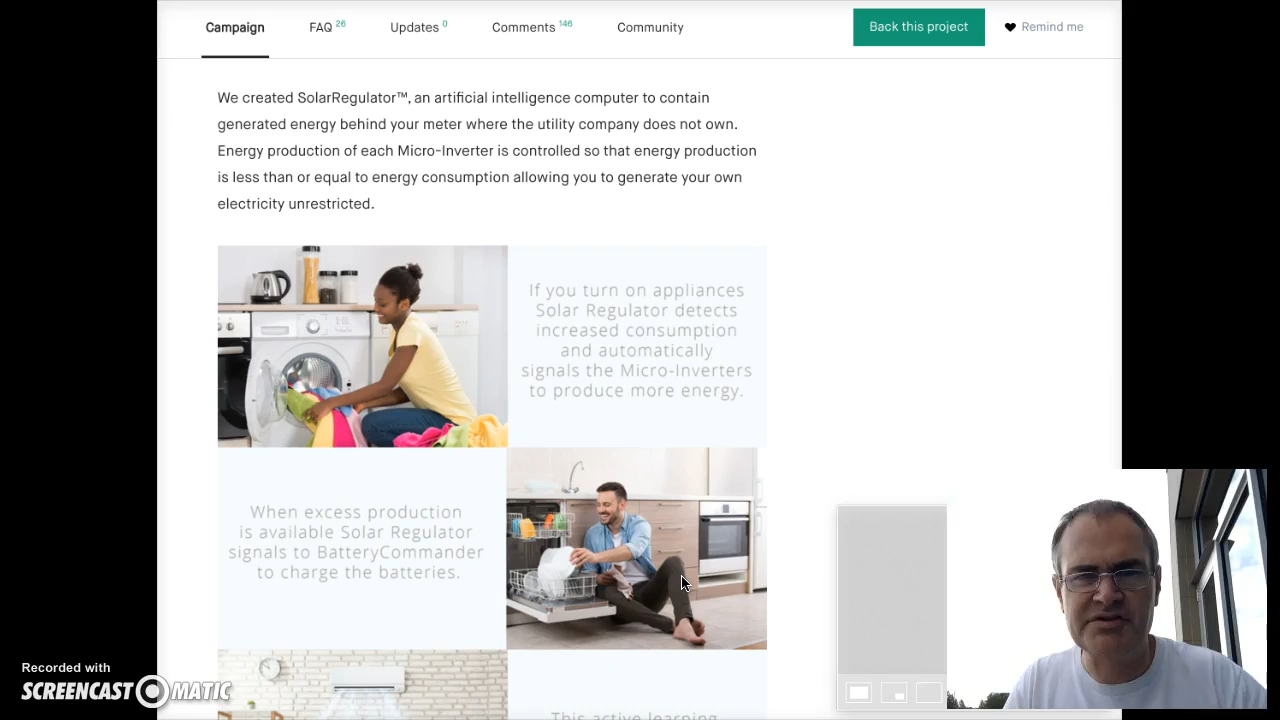 Campaign FAQ 26 Updates 0 Comments 146 Community Back this project Remind me
We created SolarRegulator™, an artificial intelligence computer to contain
generated energy behind your meter where the utility company does not own.
Energy production of each Micro-Inverter is controlled so that energy production
is less than or equal to energy consumption allowing you to generate your own
electricity unrestricted.
If you turn on appliances
Solar Regulator detects
increased consumption
and automatically
signals the Micro-Inverters
to produce more energy.
When excess production
is available Solar Regulator
signals to BatteryCommander
to charge the batteries.
This active learning
Recorded with
SCREENCAST MATIC